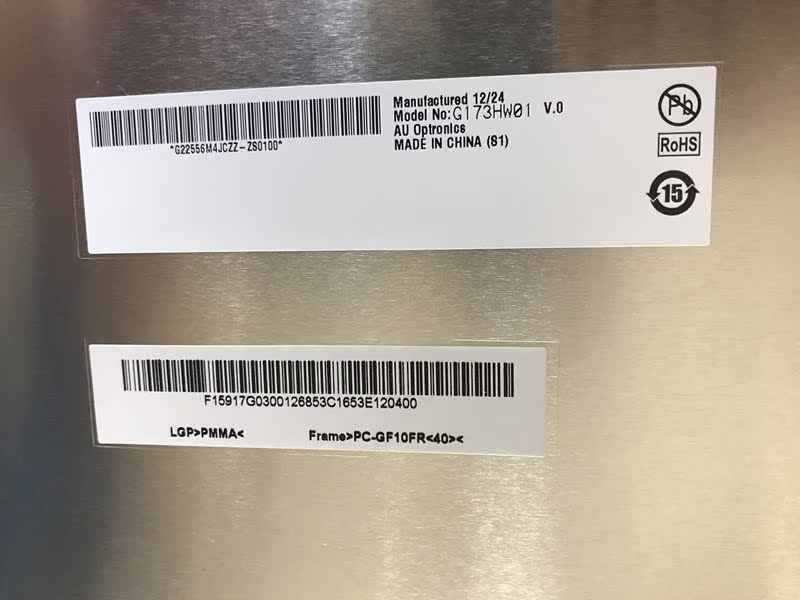 *G22556M4JCZZ-ZS0100*
Manufactured 12/24
Model No:G173HW01 V.0
AU Optronics
MADE IN CHINA (S1)
Pb
RoHS
15
F15917G0300126853C1653E120400
LGP>PMMA<
Frame>PC-GF10FR<40><